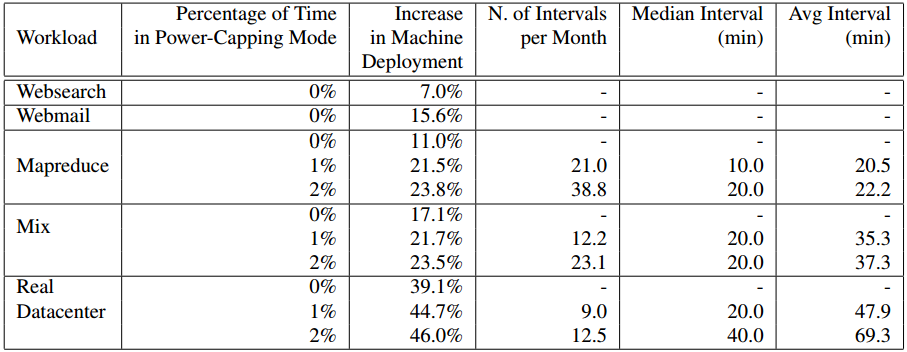 Workload | Percentage of Time in Power-Capping Mode | Increase in Machine Deployment | N. of Intervals per Month | Median Interval (min) | Avg Interval (min)
Websearch 0% 7.0% - - -
Webmail 0% 15.6% - - -
Mapreduce 0% 11.0% - - -
1% 21.5% 21.0 10.0 20.5
2% 23.8% 38.8 20.0 22.2
Mix 0% 17.1% - - -
1% 21.7% 12.2 20.0 35.3
2% 23.5% 23.1 20.0 37.3
Real Datacenter 0% 39.1% - - -
1% 44.7% 9.0 20.0 47.9
2% 46.0% 12.5 40.0 69.3